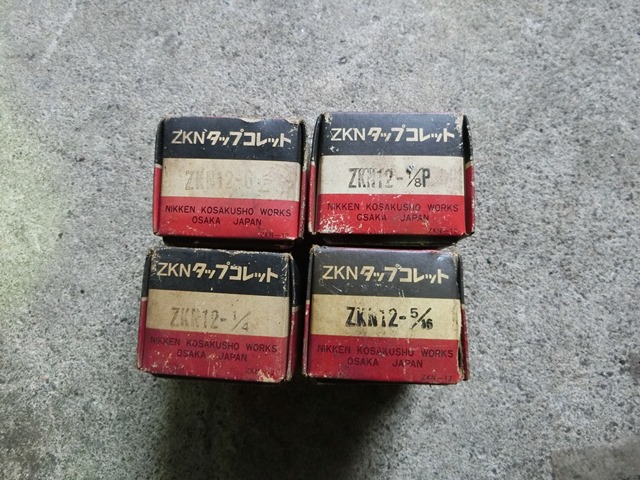 ZKNタップコレット
ZKN12-
NIKKEN KOSAKUSHO WORKS
OSAKA JAPAN
ZKNタップコレット
ZKN12-1/8P
NIKKEN KOSAKUSHO WORKS
OSAKA JAPAN
ZKNタップコレット
ZKN12-1/4
NIKKEN KOSAKUSHO WORKS
OSAKA JAPAN
ZKNタップコレット
ZKN12-5/16
NIKKEN KOSAKUSHO WORKS
OSAKA JAPAN